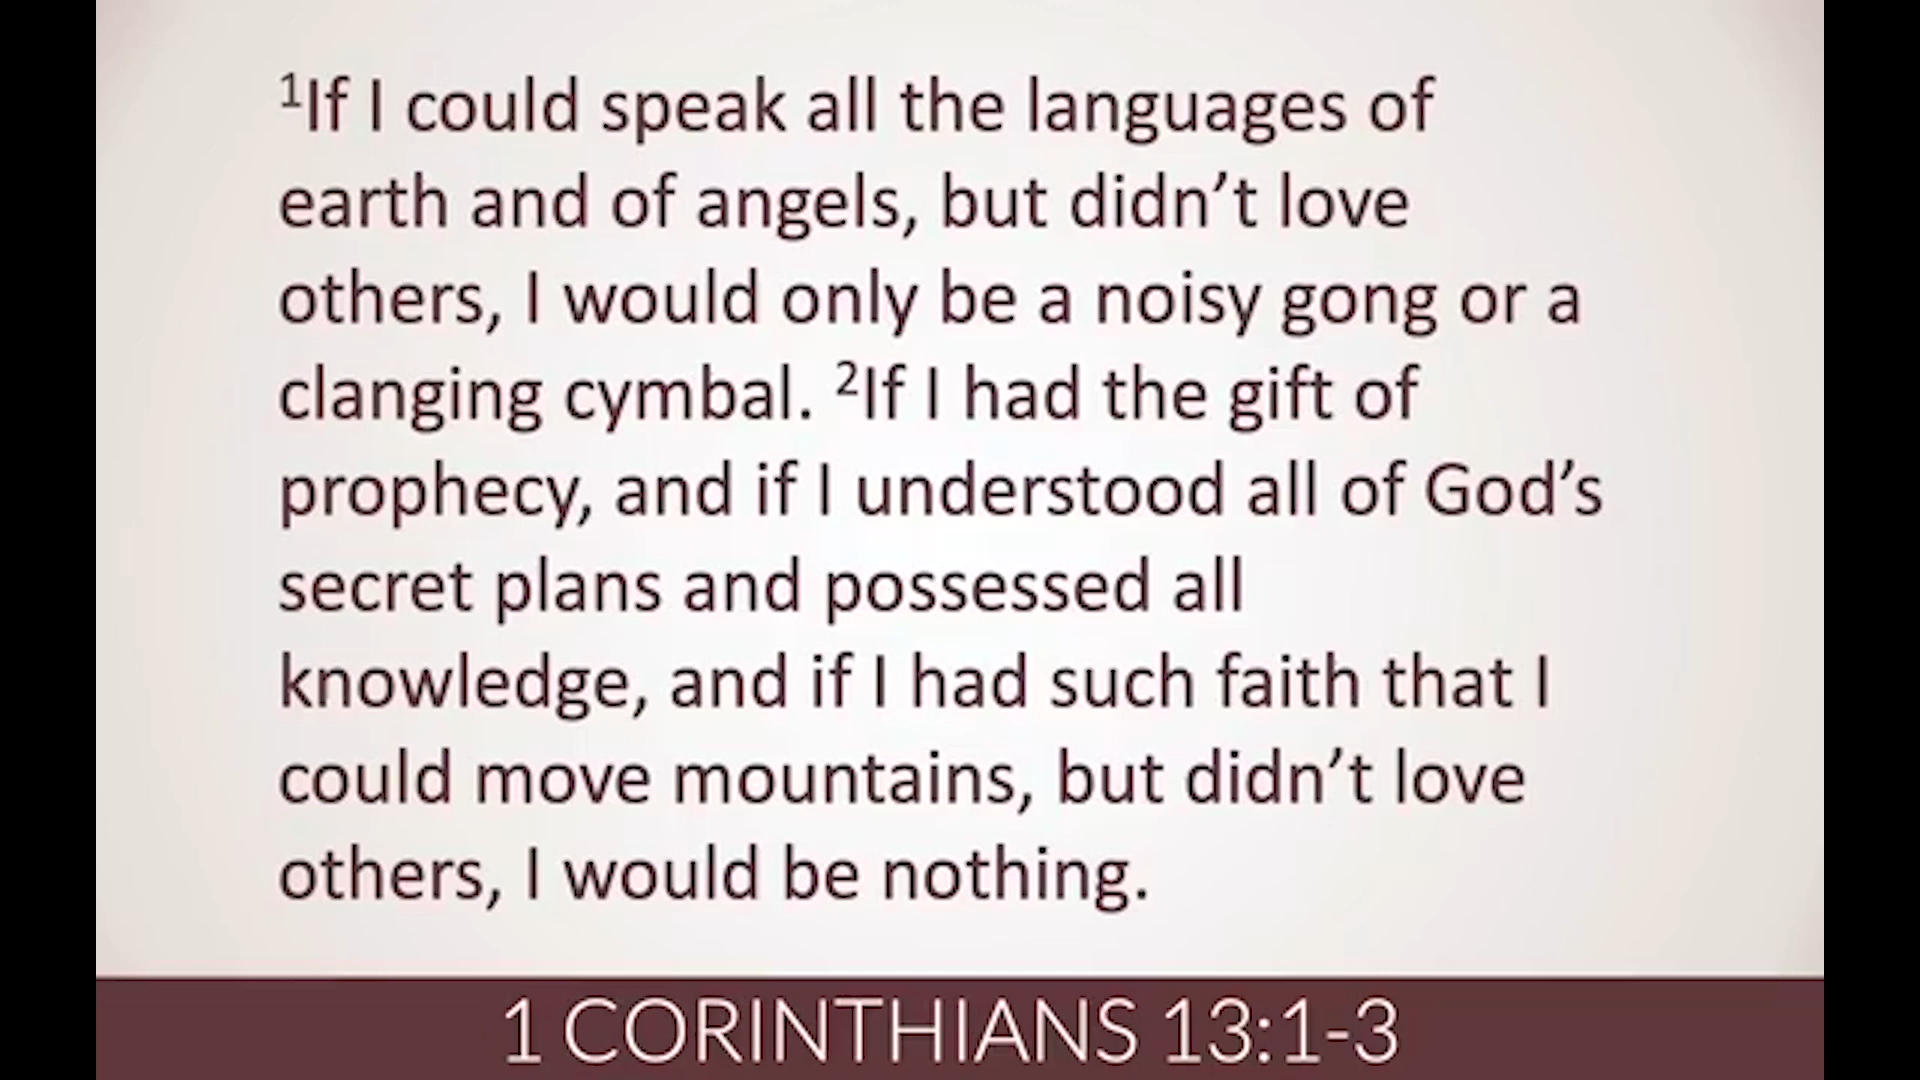 ¹If I could speak all the languages of
earth and of angels, but didn’t love
others, I would only be a noisy gong or a
clanging cymbal. ²If I had the gift of
prophecy, and if I understood all of God’s
secret plans and possessed all
knowledge, and if I had such faith that I
could move mountains, but didn’t love
others, I would be nothing.
1 CORINTHIANS 13:1-3